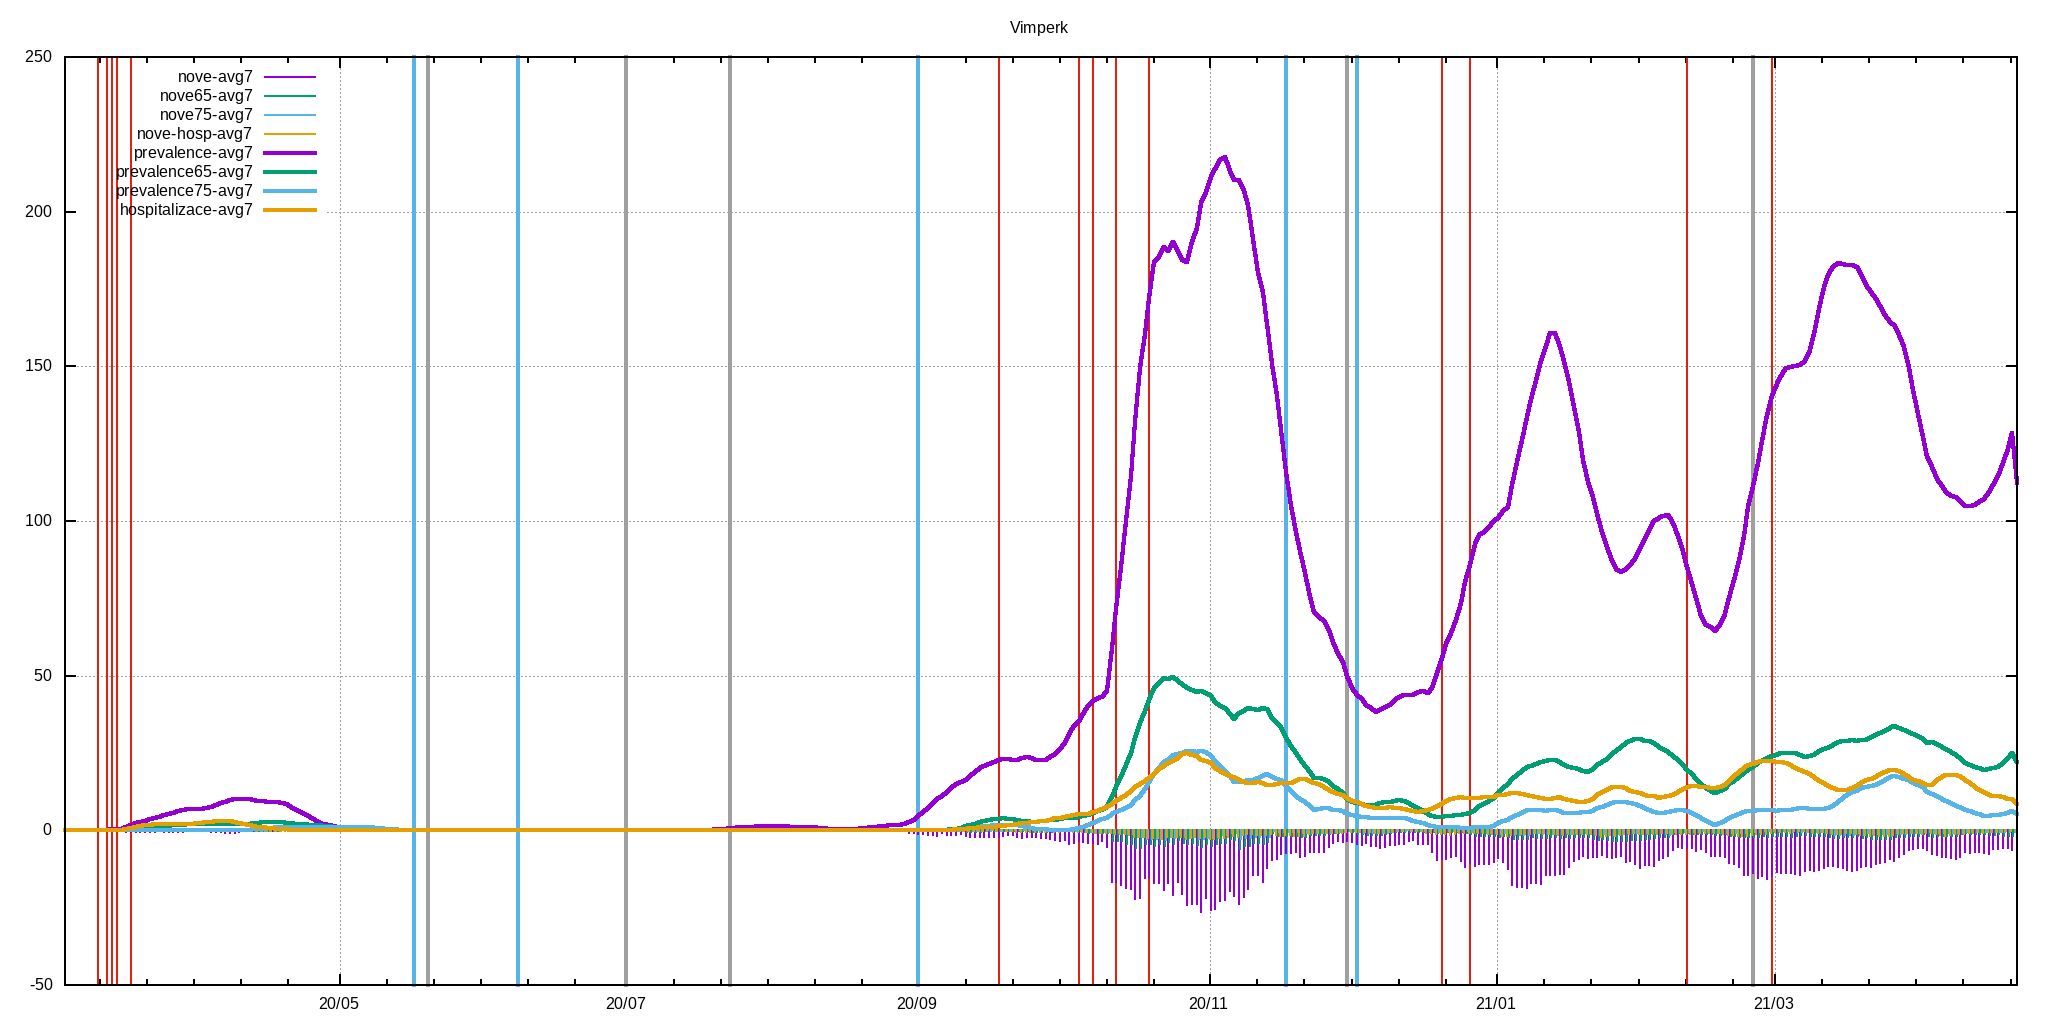 Vimperk
250
200
150
100
50
0
-50
nove-avg7
nove65-avg7
nove75-avg7
nove-hosp-avg7
prevalence-avg7
prevalence65-avg7
prevalence75-avg7
hospitalizace-avg7
20/05 20/07 20/09 20/11 21/01 21/03